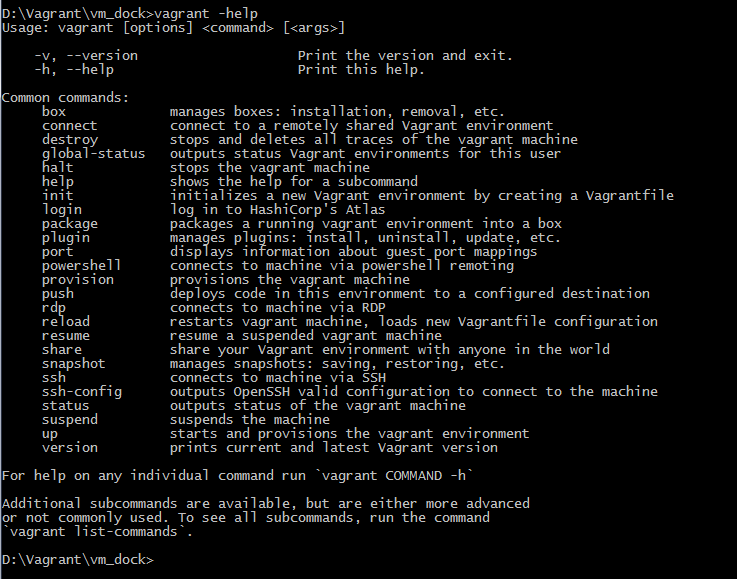 D:\Vagrant\vm_dock>vagrant -help
Usage: vagrant [options] <command> [<args>]
-v, --version Print the version and exit.
-h, --help Print this help.
Common commands:
box manages boxes: installation, removal, etc.
connect connect to a remotely shared Vagrant environment
destroy stops and deletes all traces of the vagrant machine
global-status outputs status Vagrant environments for this user
halt stops the vagrant machine
help shows the help for a subcommand
init initializes a new Vagrant environment by creating a Vagrantfile
login log in to HashiCorp's Atlas
package packages a running vagrant environment into a box
plugin manages plugins: install, uninstall, update, etc.
port displays information about guest port mappings
powershell connects to machine via powershell remoting
provision provisions the vagrant machine
push deploys code in this environment to a configured destination
rdp connects to machine via RDP
reload restarts vagrant machine, loads new Vagrantfile configuration
resume resume a suspended vagrant machine
share share your Vagrant environment with anyone in the world
snapshot manages snapshots: saving, restoring, etc.
ssh connects to machine via SSH
ssh-config outputs OpenSSH valid configuration to connect to the machine
status outputs status of the vagrant machine
suspend suspends the machine
up starts and provisions the vagrant environment
version prints current and latest Vagrant version
For help on any individual command run `vagrant COMMAND -h`
Additional subcommands are available, but are either more advanced
or not commonly used. To see all subcommands, run the command
`vagrant list-commands`.
D:\Vagrant\vm_dock>